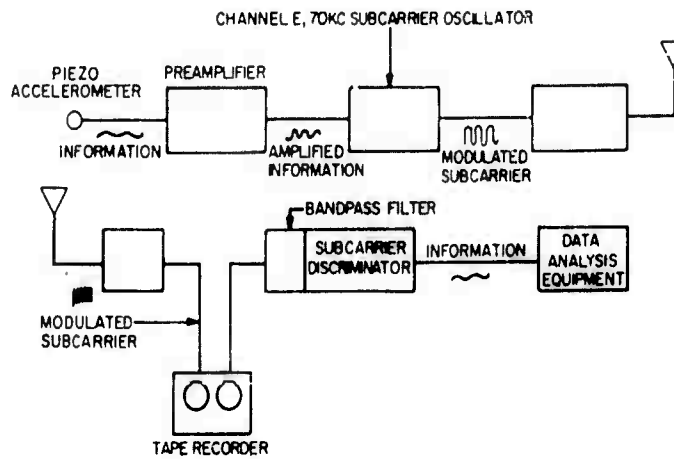 CHANNEL E, 70KC SUBCARRIER OSCILLATOR
PIEZO
ACCELEROMETER
PREAMPLIFIER
INFORMATION
AMPLIFIED
INFORMATION
MODULATED
SUBCARRIER
BANDPASS FILTER
SUBCARRIER
DISCRIMINATOR
INFORMATION
DATA
ANALYSIS
EQUIPMENT
MODULATED
SUBCARRIER
TAPE RECORDER